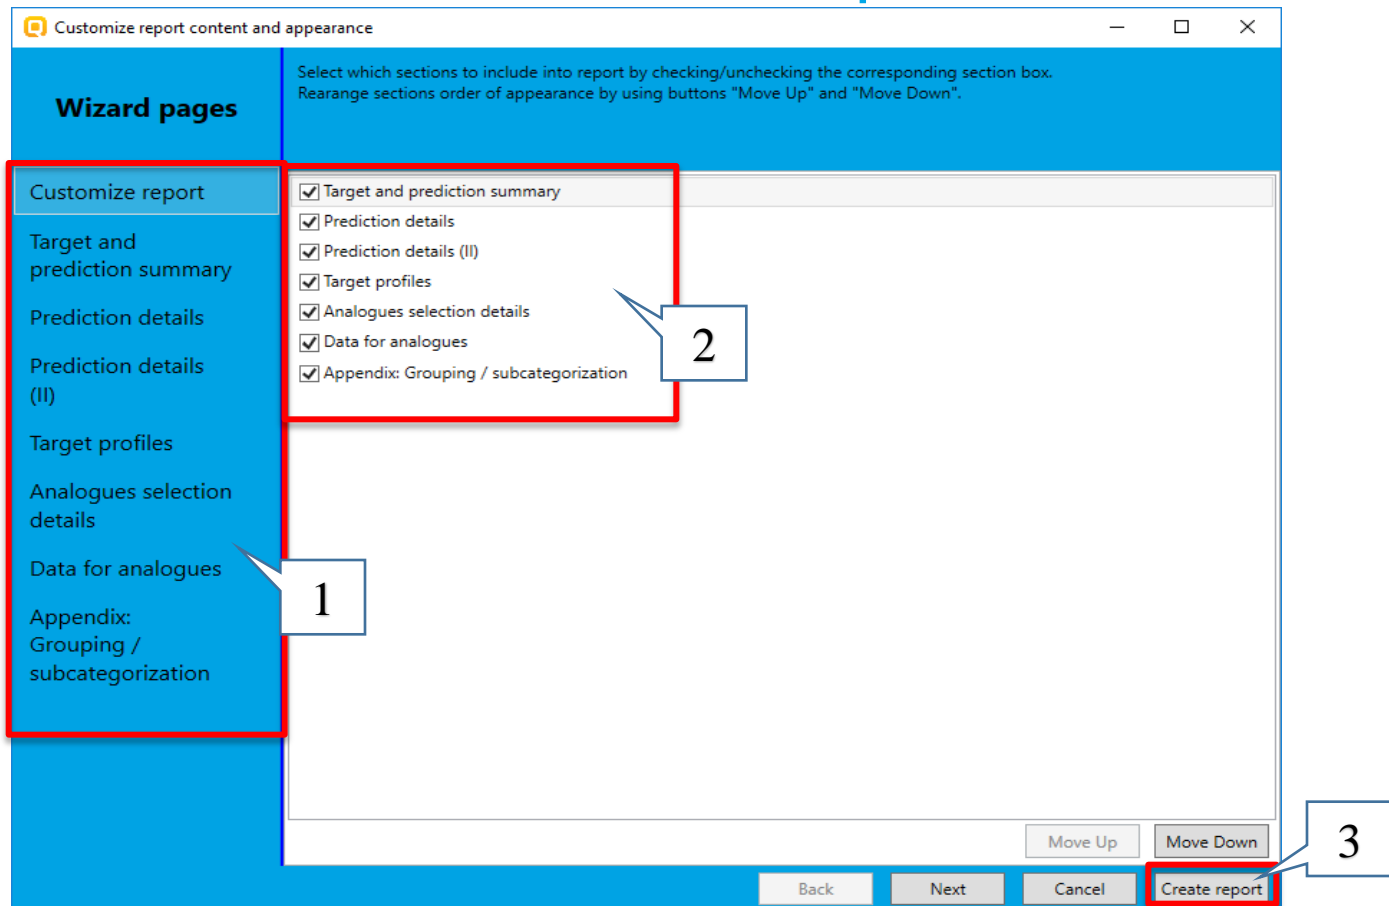 Customize report content and appearance
Wizard pages
Select which sections to include into report by checking/unchecking the corresponding section box.
Rearange sections order of appearance by using buttons "Move Up" and "Move Down".
Customize report
Target and
prediction summary
Prediction details
Prediction details
(II)
Target profiles
Analogues selection
details
Data for analogues
Appendix:
Grouping /
subcategorization
1
Target and prediction summary
Prediction details
Prediction details (II)
Target profiles
Analogues selection details
Data for analogues
Appendix: Grouping / subcategorization
2
Move Up
Move Down
3
Back
Next
Cancel
Create report